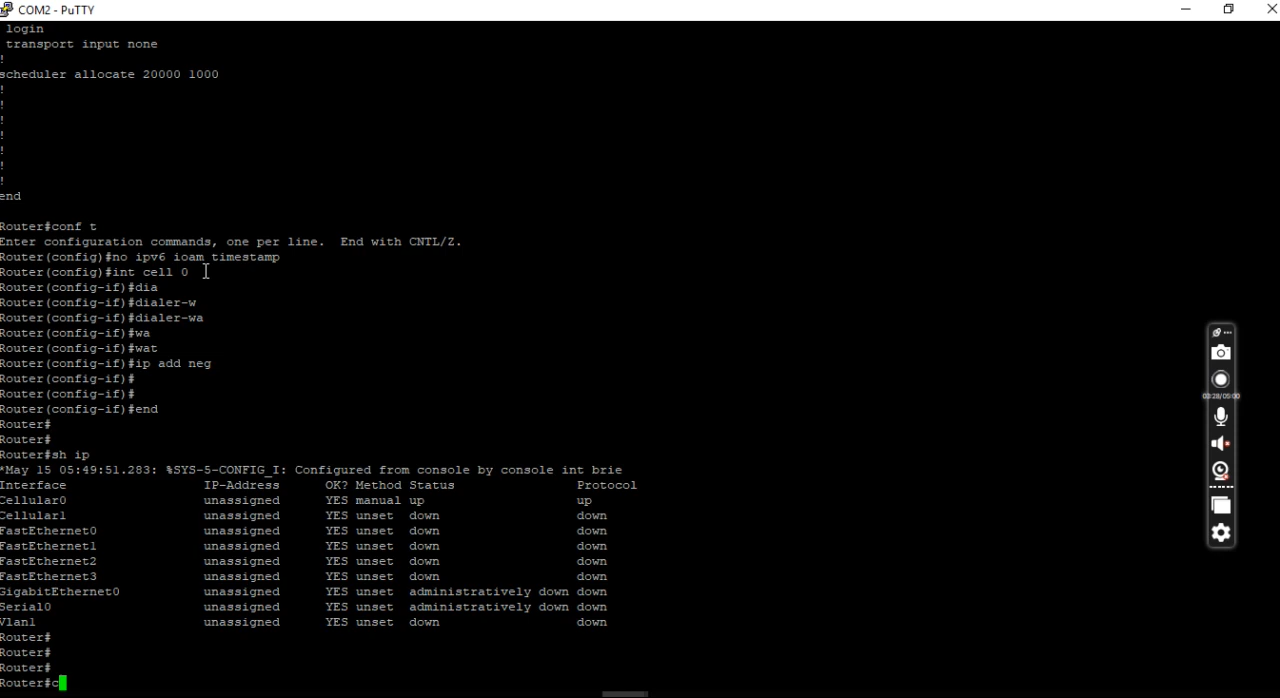 COM2 - PuTTY
login
transport input none
!
scheduler allocate 20000 1000
!
!
!
!
!
!
!
end
Router#conf t
Enter configuration commands, one per line.  End with CNTL/Z.
Router(config)#no ipv6 ioam timestamp
Router(config)#int cell 0
Router(config-if)#dia
Router(config-if)#dialer-w
Router(config-if)#dialer-wa
Router(config-if)#wa
Router(config-if)#wat
Router(config-if)#ip add neg
Router(config-if)#
Router(config-if)#
Router(config-if)#end
Router#
Router#
Router#sh ip
*May 15 05:49:51.283: %SYS-5-CONFIG_I: Configured from console by console int brie
Interface IP-Address OK? Method Status Protocol
Cellular0 unassigned YES manual up up
Cellular1 unassigned YES unset down down
FastEthernet0 unassigned YES unset down down
FastEthernet1 unassigned YES unset down down
FastEthernet2 unassigned YES unset down down
FastEthernet3 unassigned YES unset down down
GigabitEthernet0 unassigned YES unset administratively down down
Serial0 unassigned YES unset administratively down down
Vlan1 unassigned YES unset down down
Router#
Router#
Router#
Router#c
03:28/05:00